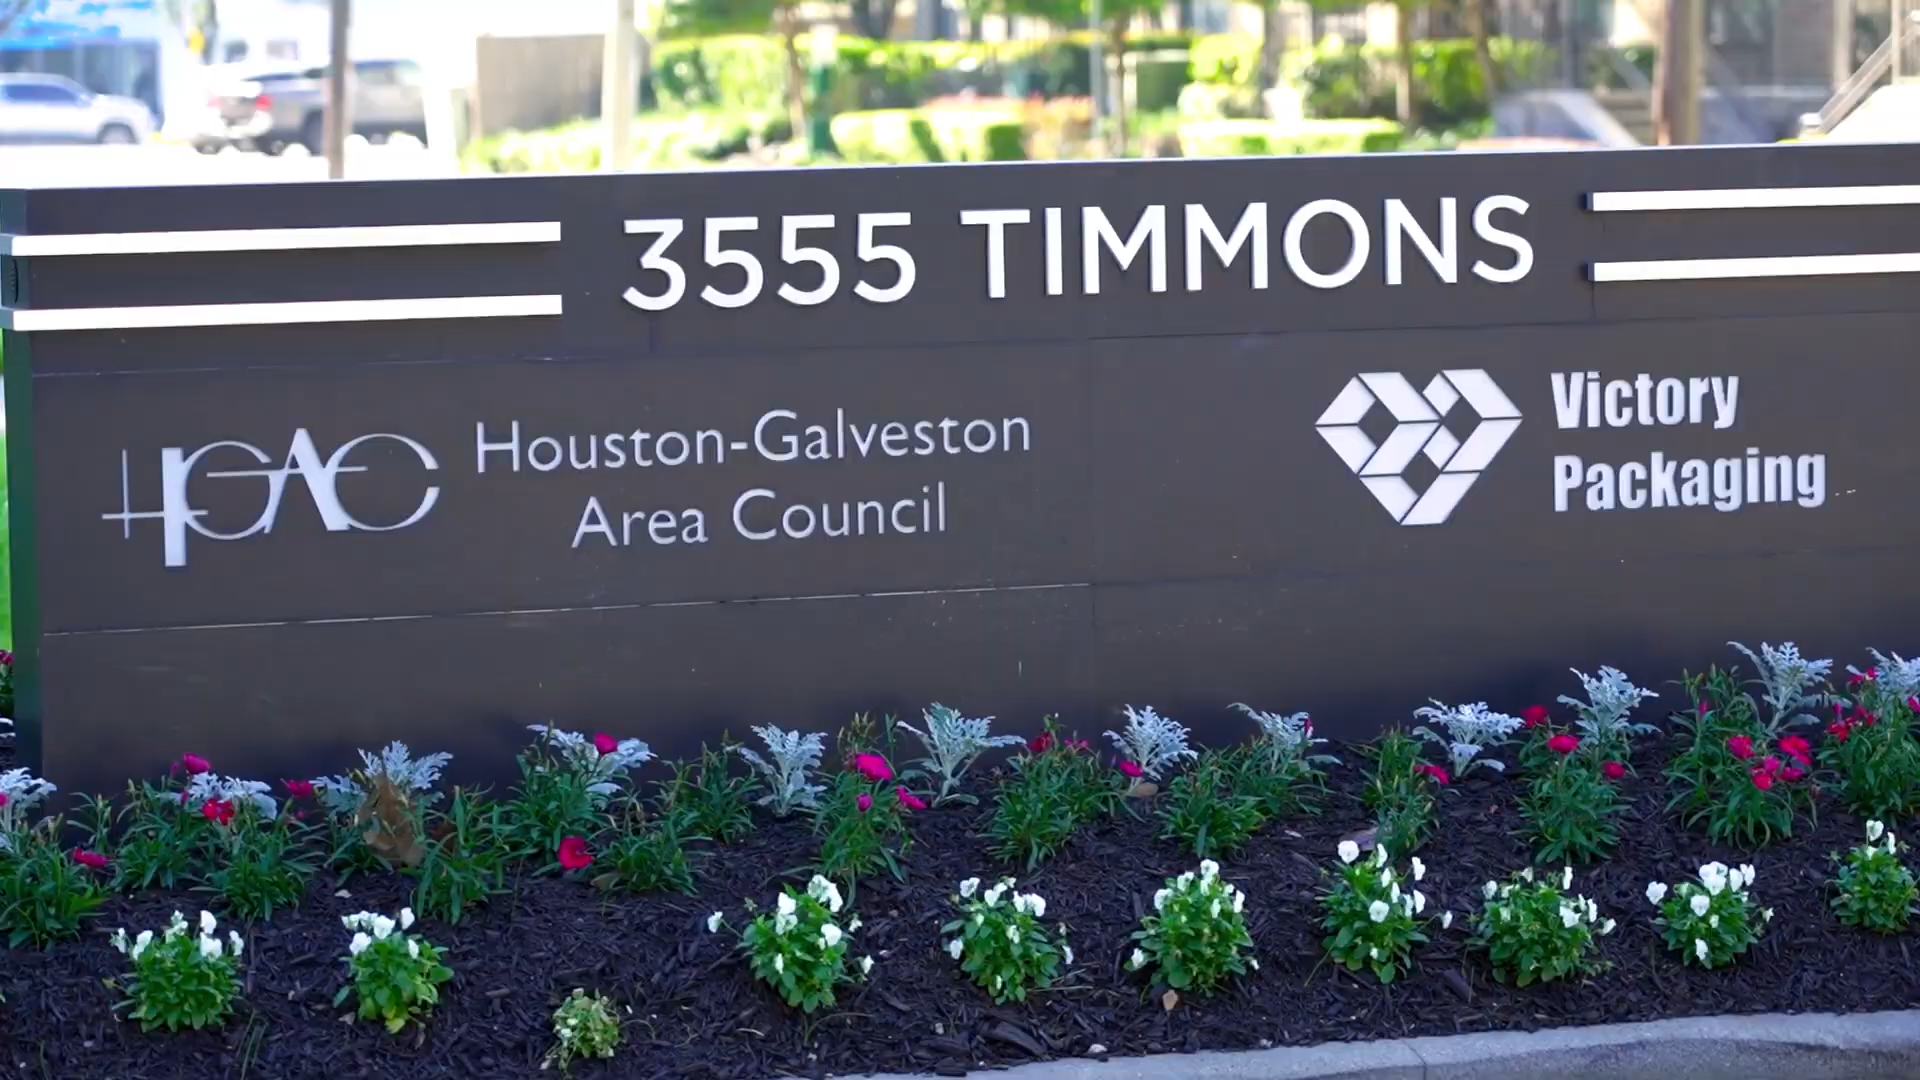 3555 TIMMONS
HGAC
Houston-Galveston
Area Council
Victory
Packaging